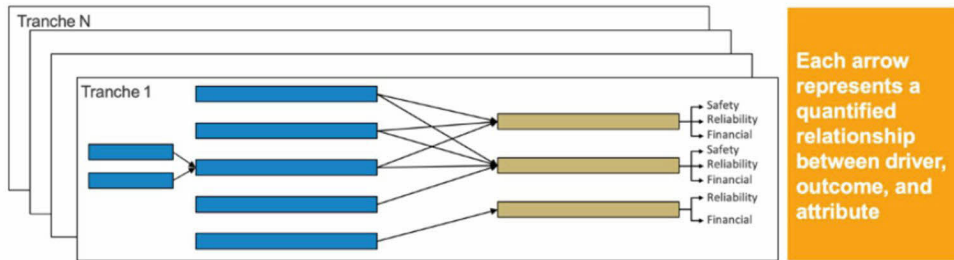 Tranche N
Tranche 1
Safety
Reliability
Financial
Safety
Reliability
Financial
Reliability
Financial
Each arrow
represents a
quantified
relationship
between driver,
outcome, and
attribute